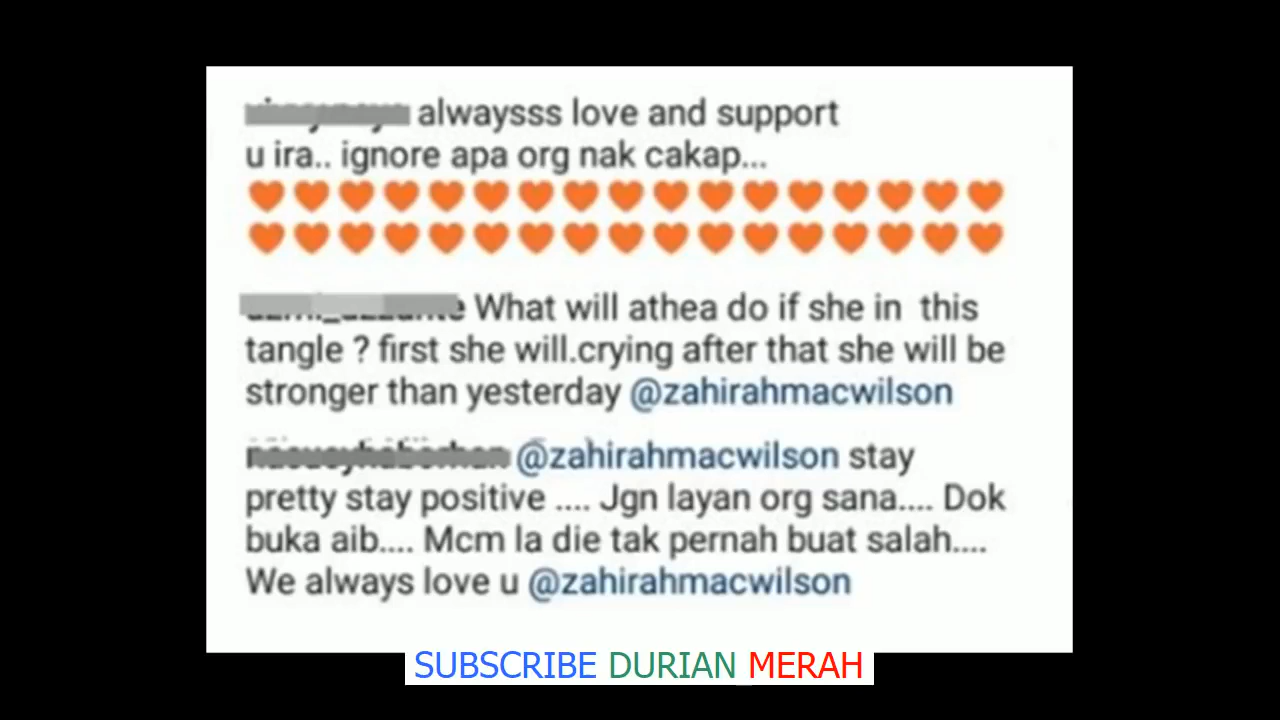 alwaysss love and support
u ira.. ignore apa org nak cakap...
🧡🧡🧡🧡🧡🧡🧡🧡🧡🧡🧡🧡🧡🧡🧡🧡🧡
🧡🧡🧡🧡🧡🧡🧡🧡🧡🧡🧡🧡🧡🧡🧡🧡🧡
What will athea do if she in this
tangle ? first she will.crying after that she will be
stronger than yesterday @zahirahmacwilson
@zahirahmacwilson stay
pretty stay positive .... Jgn layan org sana.... Dok
buka aib.... Mcm la die tak pernah buat salah....
We always love u @zahirahmacwilson
SUBSCRIBE DURIAN MERAH